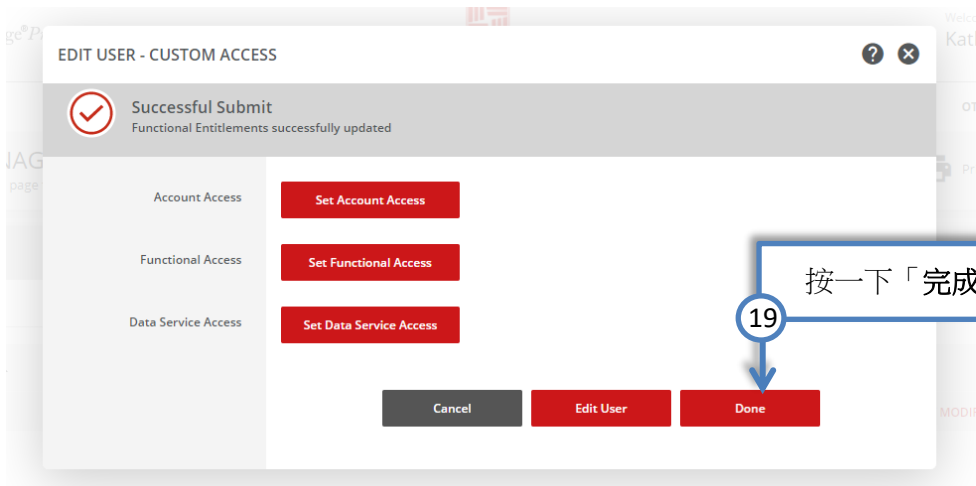 Welco
ge®P
Kath
EDIT USER - CUSTOM ACCESS
Successful Submit
Functional Entitlements successfully updated
OT
NAG
page
Pr
Account Access
Set Account Access
Functional Access
Set Functional Access
按一下「完成
19
Data Service Access
Set Data Service Access
Cancel
Edit User
Done
MODIF